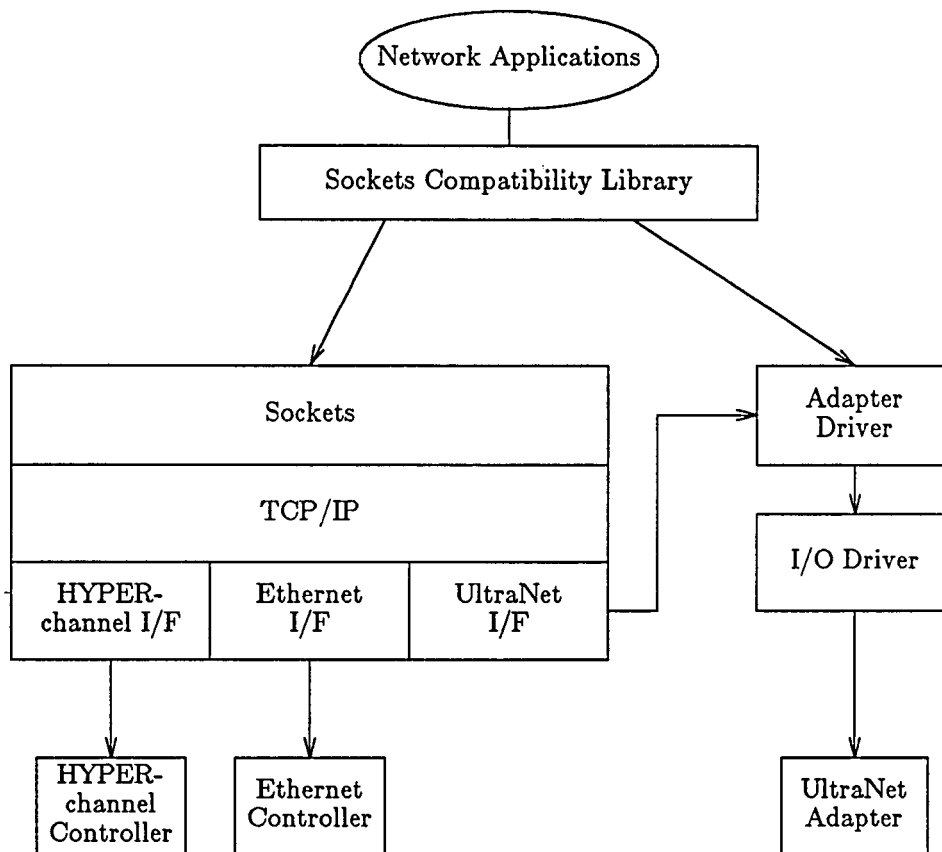 Network Applications
Sockets Compatibility Library
Sockets
Adapter
Driver
TCP/IP
I/O Driver
HYPER-
channel I/F
Ethernet
I/F
UltraNet
I/F
HYPER-
channel
Controller
Ethernet
Controller
UltraNet
Adapter